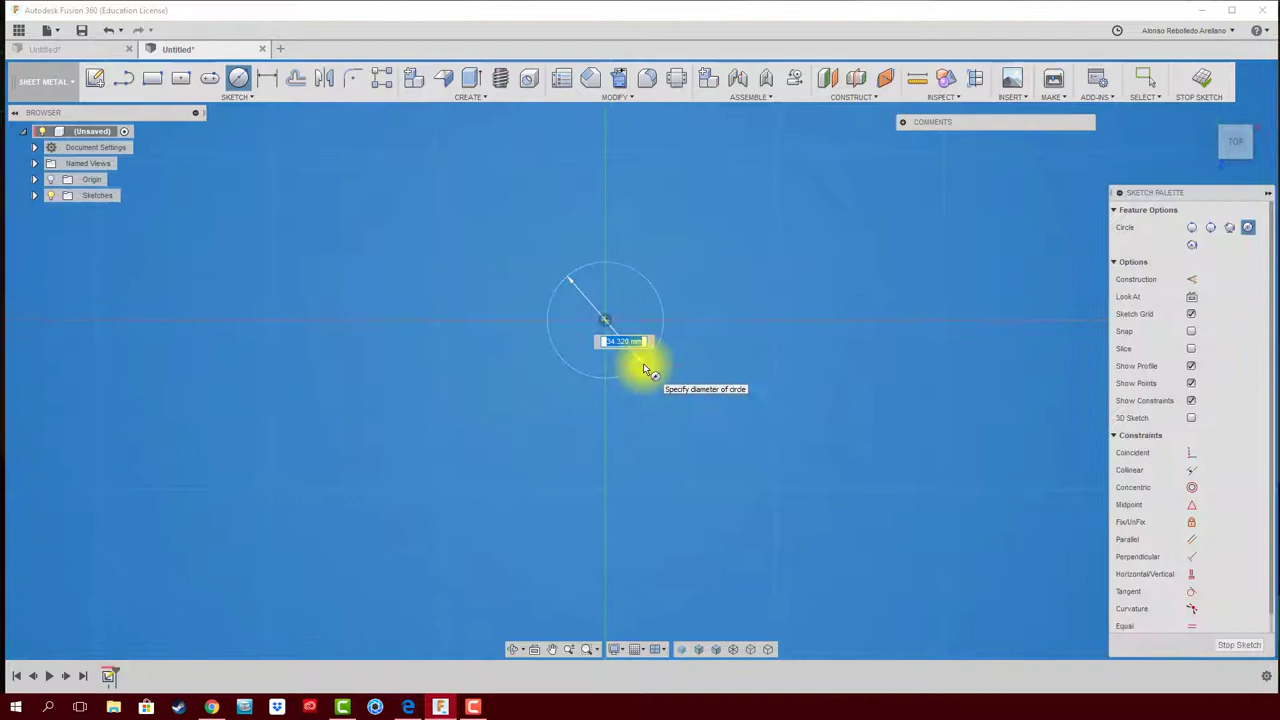 Autodesk Fusion 360 (Education License)
Alonso Rebolledo Arellano
Untitled*
Untitled*
SHEET METAL
SKETCH
CREATE
MODIFY
ASSEMBLE
CONSTRUCT
INSPECT
INSERT
MAKE
ADD-INS
SELECT
STOP SKETCH
BROWSER
COMMENTS
(Unsaved)
Document Settings
Named Views
Origin
Sketches
TOP
SKETCH PALETTE
Feature Options
Circle
Options
Construction
Look At
Sketch Grid
Snap
Slice
Show Profile
Show Points
Show Constraints
3D Sketch
Constraints
Coincident
Collinear
Concentric
Midpoint
Fix/UnFix
Parallel
Perpendicular
Horizontal/Vertical
Tangent
Curvature
Equal
Stop Sketch
34.320 mm
Specify diameter of circle